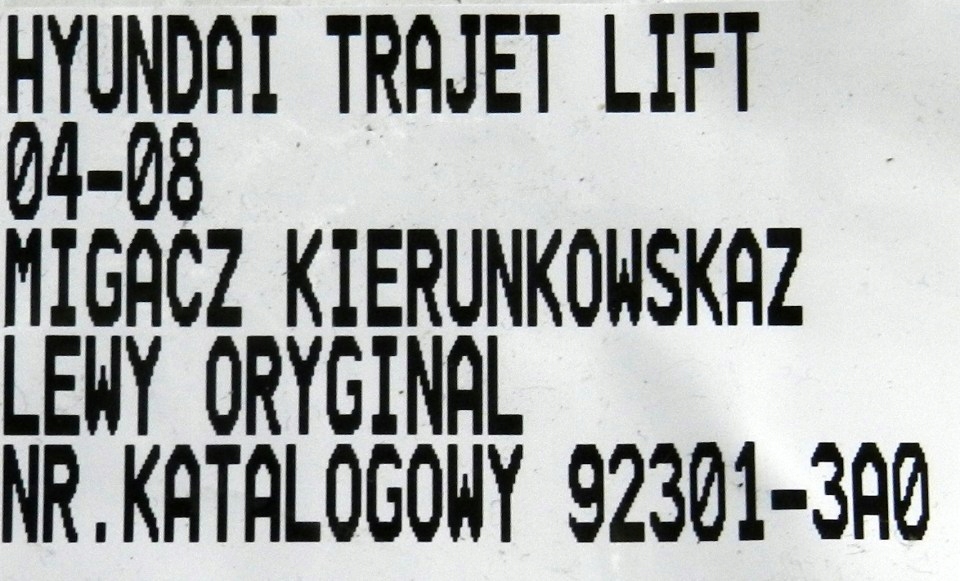 HYUNDAI TRAJET LIFT
04-08
MIGACZ KIERUNKOWSKAZ
LEWY ORYGINAL
NR.KATALOGOWY 92301-3A0